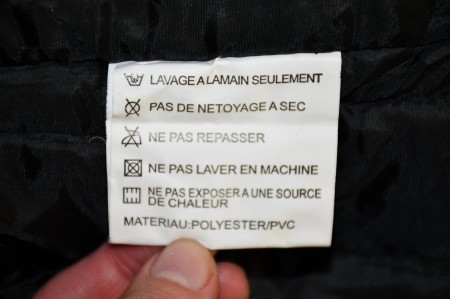 LAVAGE A LAMAIN SEULEMENT
PAS DE NETOYAGE A SEC
NE PAS REPASSER
NE PAS LAVER EN MACHINE
NE PAS EXPOSER A UNE SOURCE
DE CHALEUR
MATERIAU:POLYESTER/PVC